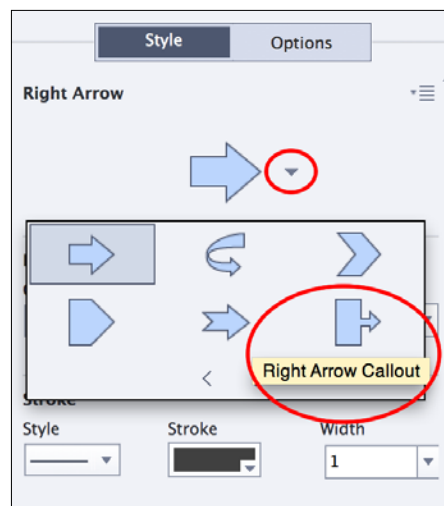 Style Options
Right Arrow
Right Arrow Callout
Stroke
Style Stroke Width
1